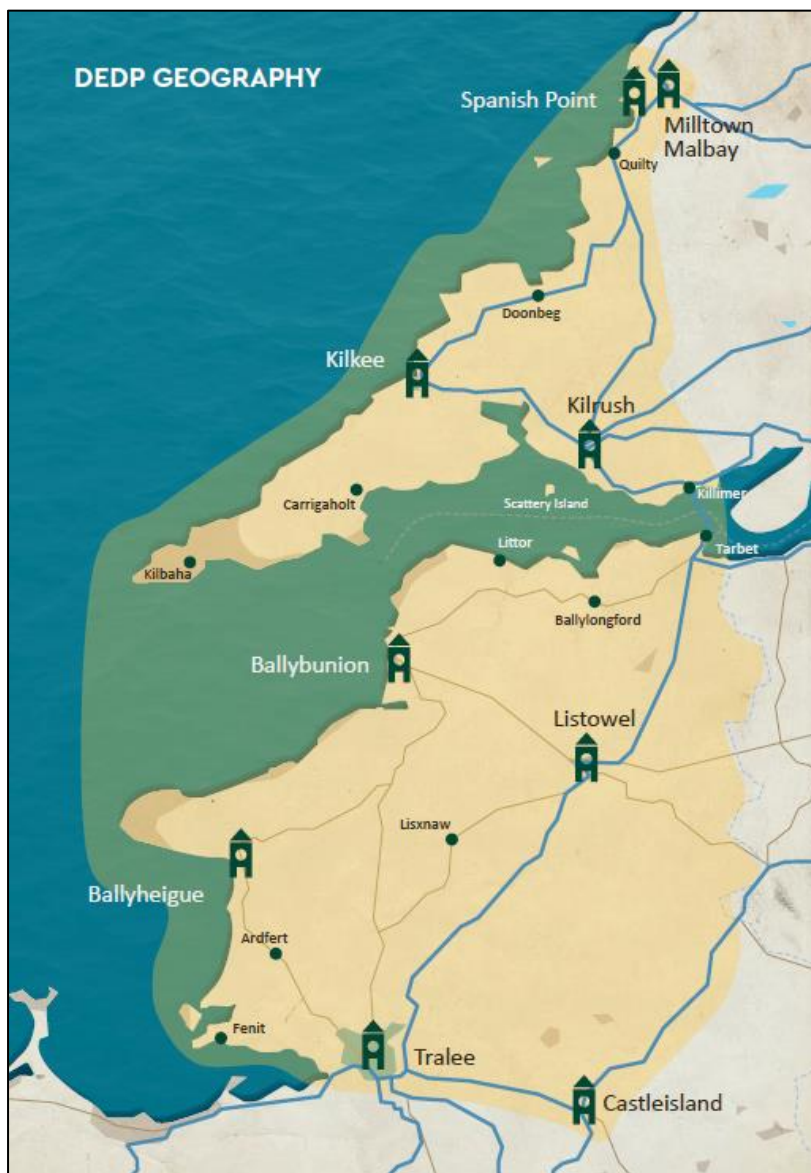 DEDP GEOGRAPHY
Spanish Point
Milltown
Malbay
Quilty
Doonbeg
Kilkee
Kilrush
Carrigaholt
Scattery Island
Killimer
Tarbet
Littor
Kilbaha
Ballylongford
Ballybunion
Listowel
Lisxnaw
Ballyheigue
Ardfert
Fenit
Tralee
Castleisland